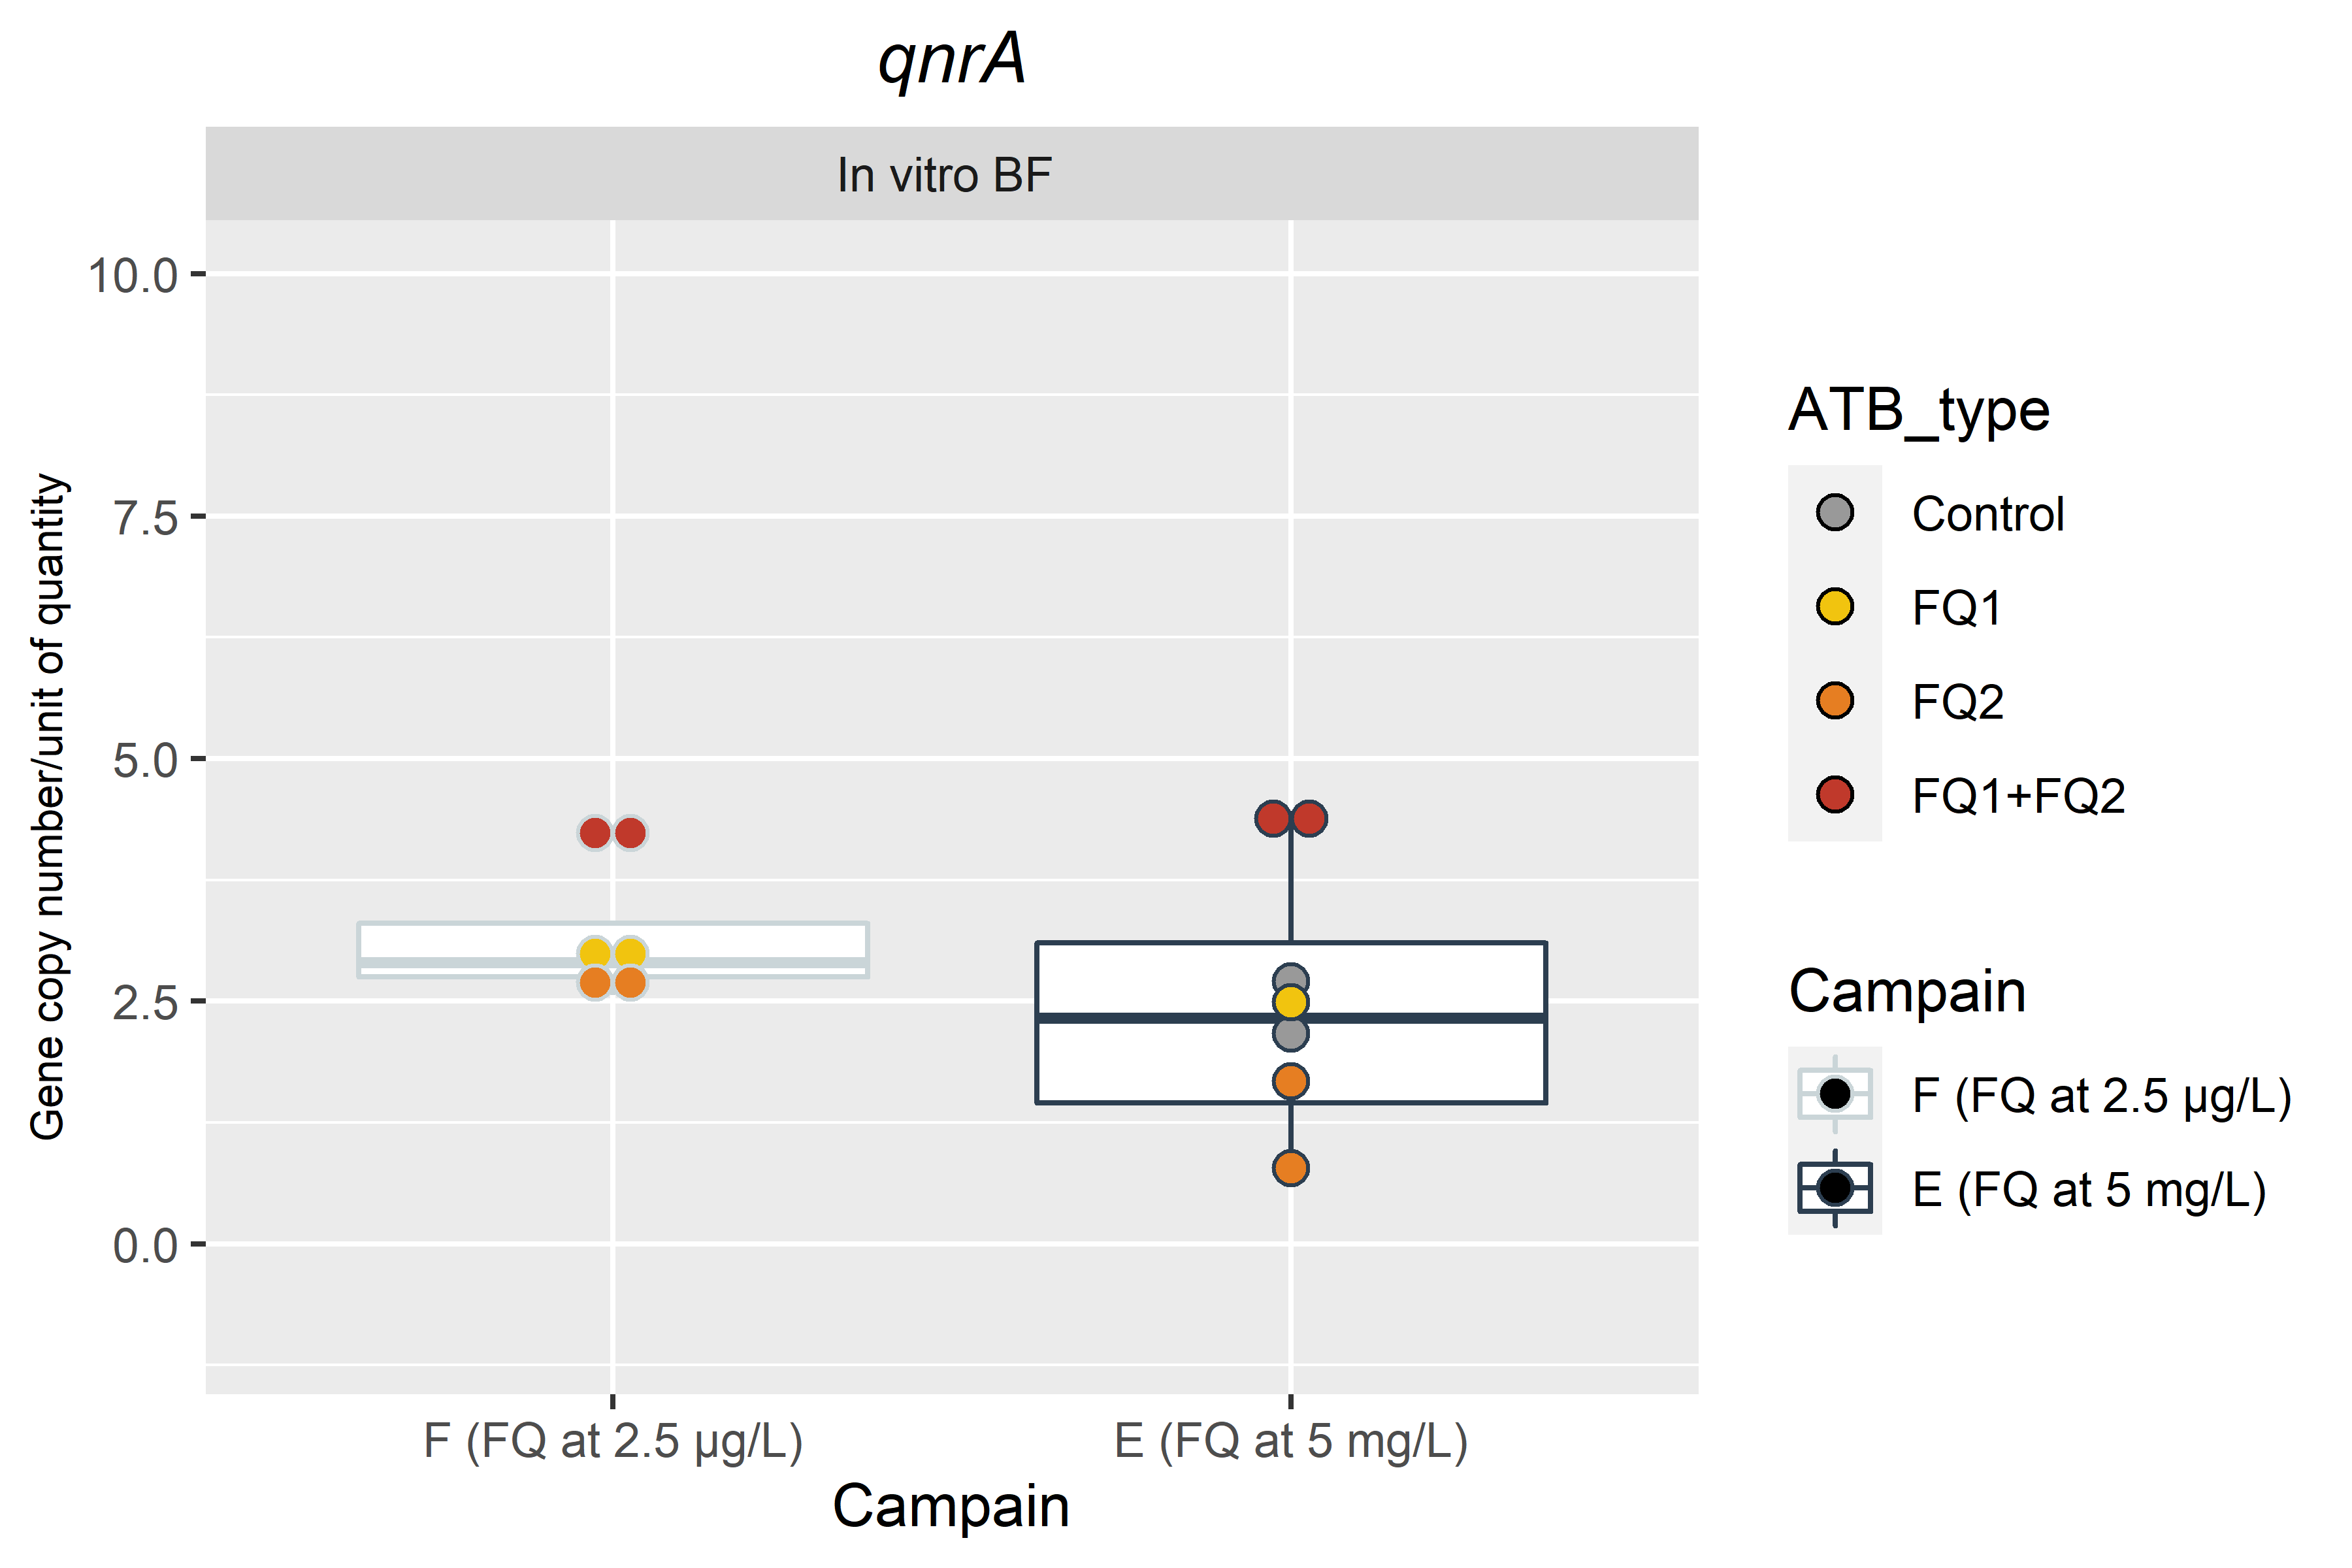 qnrA
In vitro BF
10.0
7.5
5.0
2.5
0.0
Gene copy number/unit of quantity
F (FQ at 2.5 µg/L)
E (FQ at 5 mg/L)
Campain
ATB_type
Control
FQ1
FQ2
FQ1+FQ2
Campain
F (FQ at 2.5 µg/L)
E (FQ at 5 mg/L)